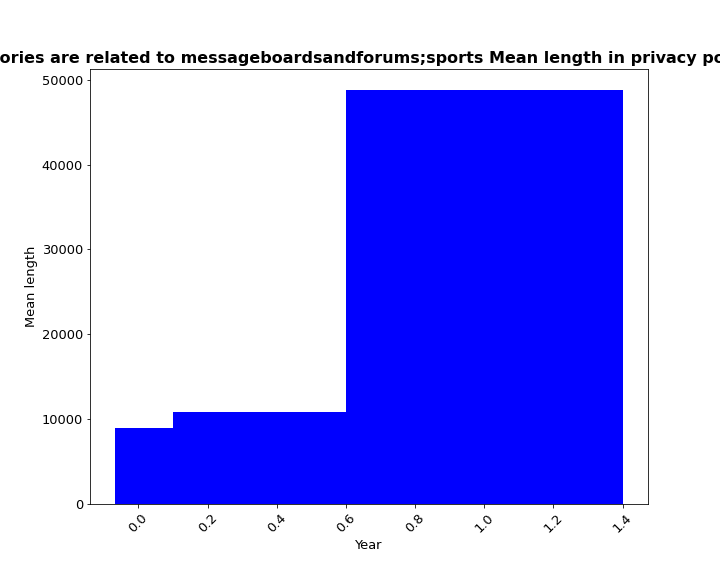 ories are related to messageboardsandforums;sports Mean length in privacy po
50000
40000
30000
20000
10000
0
Mean length
0.0 0.2 0.4 0.6 0.8 1.0 1.2 1.4
Year